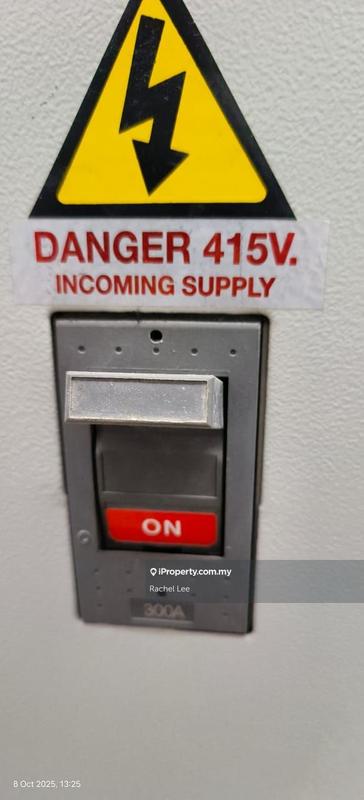 DANGER 415V.
INCOMING SUPPLY
ON
iProperty.com.my
Rachel Lee
300A
8 Oct 2025, 13:25